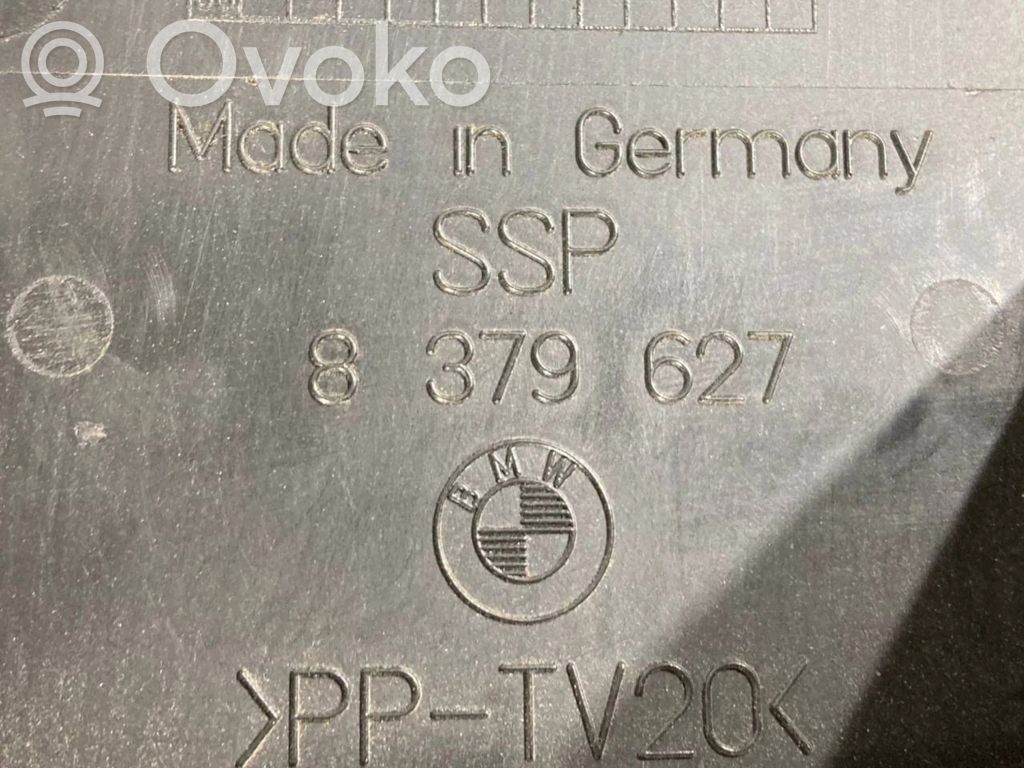 Ovoko
Made in Germany
SSP
8 379 627
BMW
>PP-TV20<